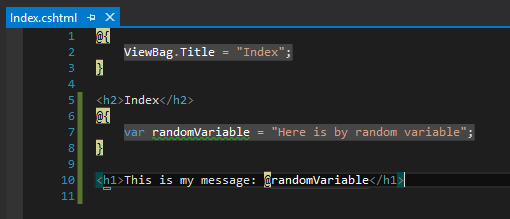 Index.cshtml
1 @{
2 ViewBag.Title = "Index";
3 }
4
5 <h2>Index</h2>
6 @{
7 var randomVariable = "Here is by random variable";
8 }
9
10 <h1>This is my message: @randomVariable</h1>
11